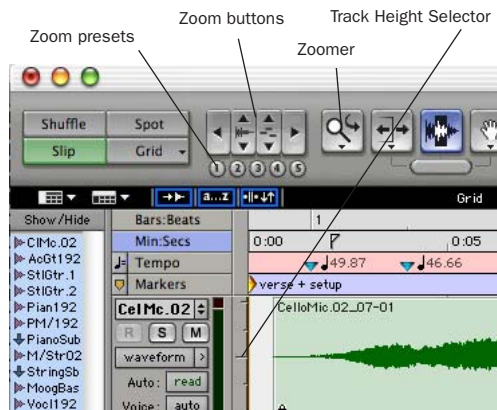 Zoom buttons
Track Height Selector
Zoom presets
Zoomer
Shuffle
Spot
Slip
Grid
1 2 3 4 5
a...z
Grid
Show/Hide
Bars:Beats
1
Min:Secs
0:00
0:05
Tempo
49.87
46.66
Markers
verse + setup
ClMc.02
AcGt192
StlGtr.1
StlGtr.2
Pian192
PM/192
PianoSub
M/Str02
StringSb
MoogBas
Vocl192
CelMc.02
R S M
waveform
Auto: read
Voice: auto
CelloMic.02_07-01